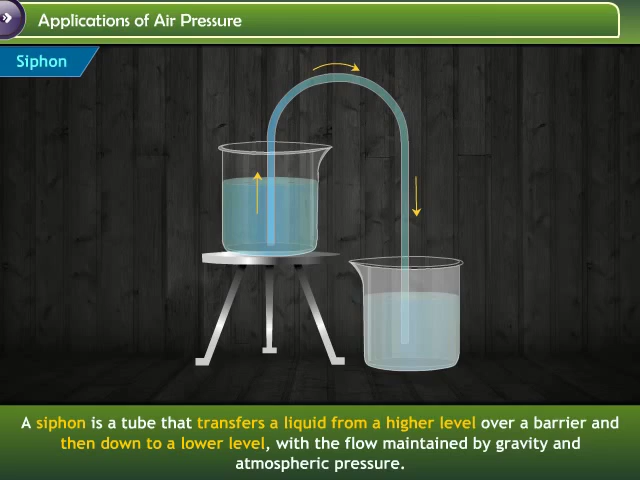 Applications of Air Pressure
Siphon
A siphon is a tube that transfers a liquid from a higher level over a barrier and
then down to a lower level, with the flow maintained by gravity and
atmospheric pressure.